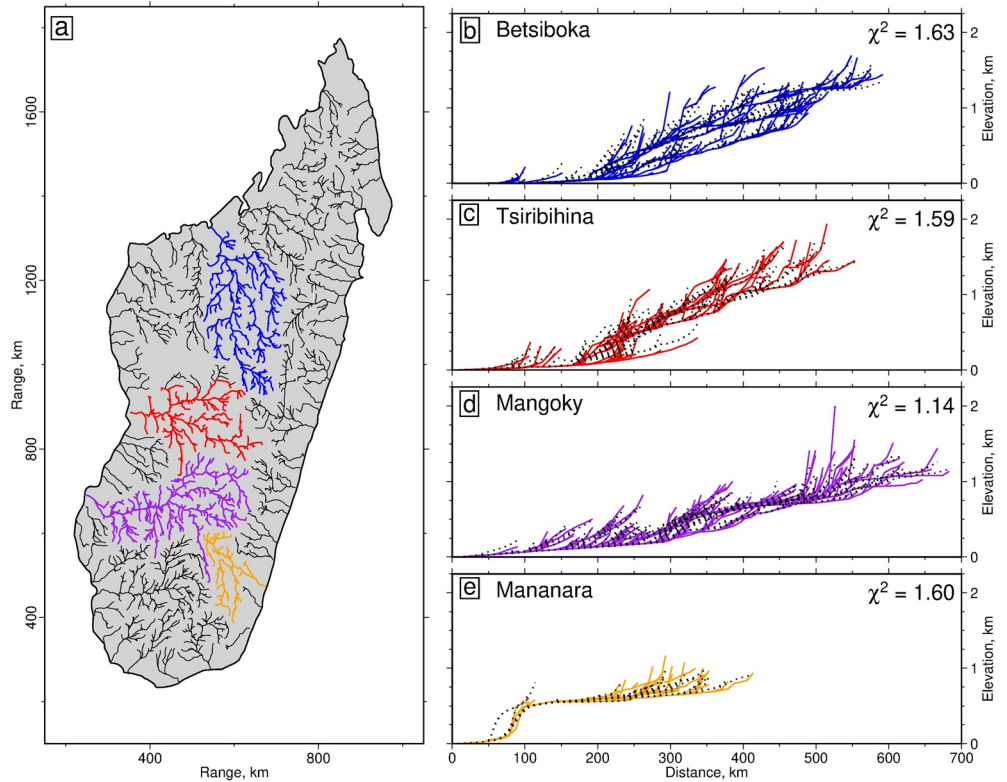 a
1600
1200
800
400
Range, km
400
800
Range, km
b Betsiboka χ² = 1.63
2
1
0
Elevation, km
c Tsiribihina χ² = 1.59
2
1
0
Elevation, km
d Mangoky χ² = 1.14
2
1
0
Elevation, km
e Mananara χ² = 1.60
2
1
0
Elevation, km
0 100 200 300 400 500 600 700
Distance, km